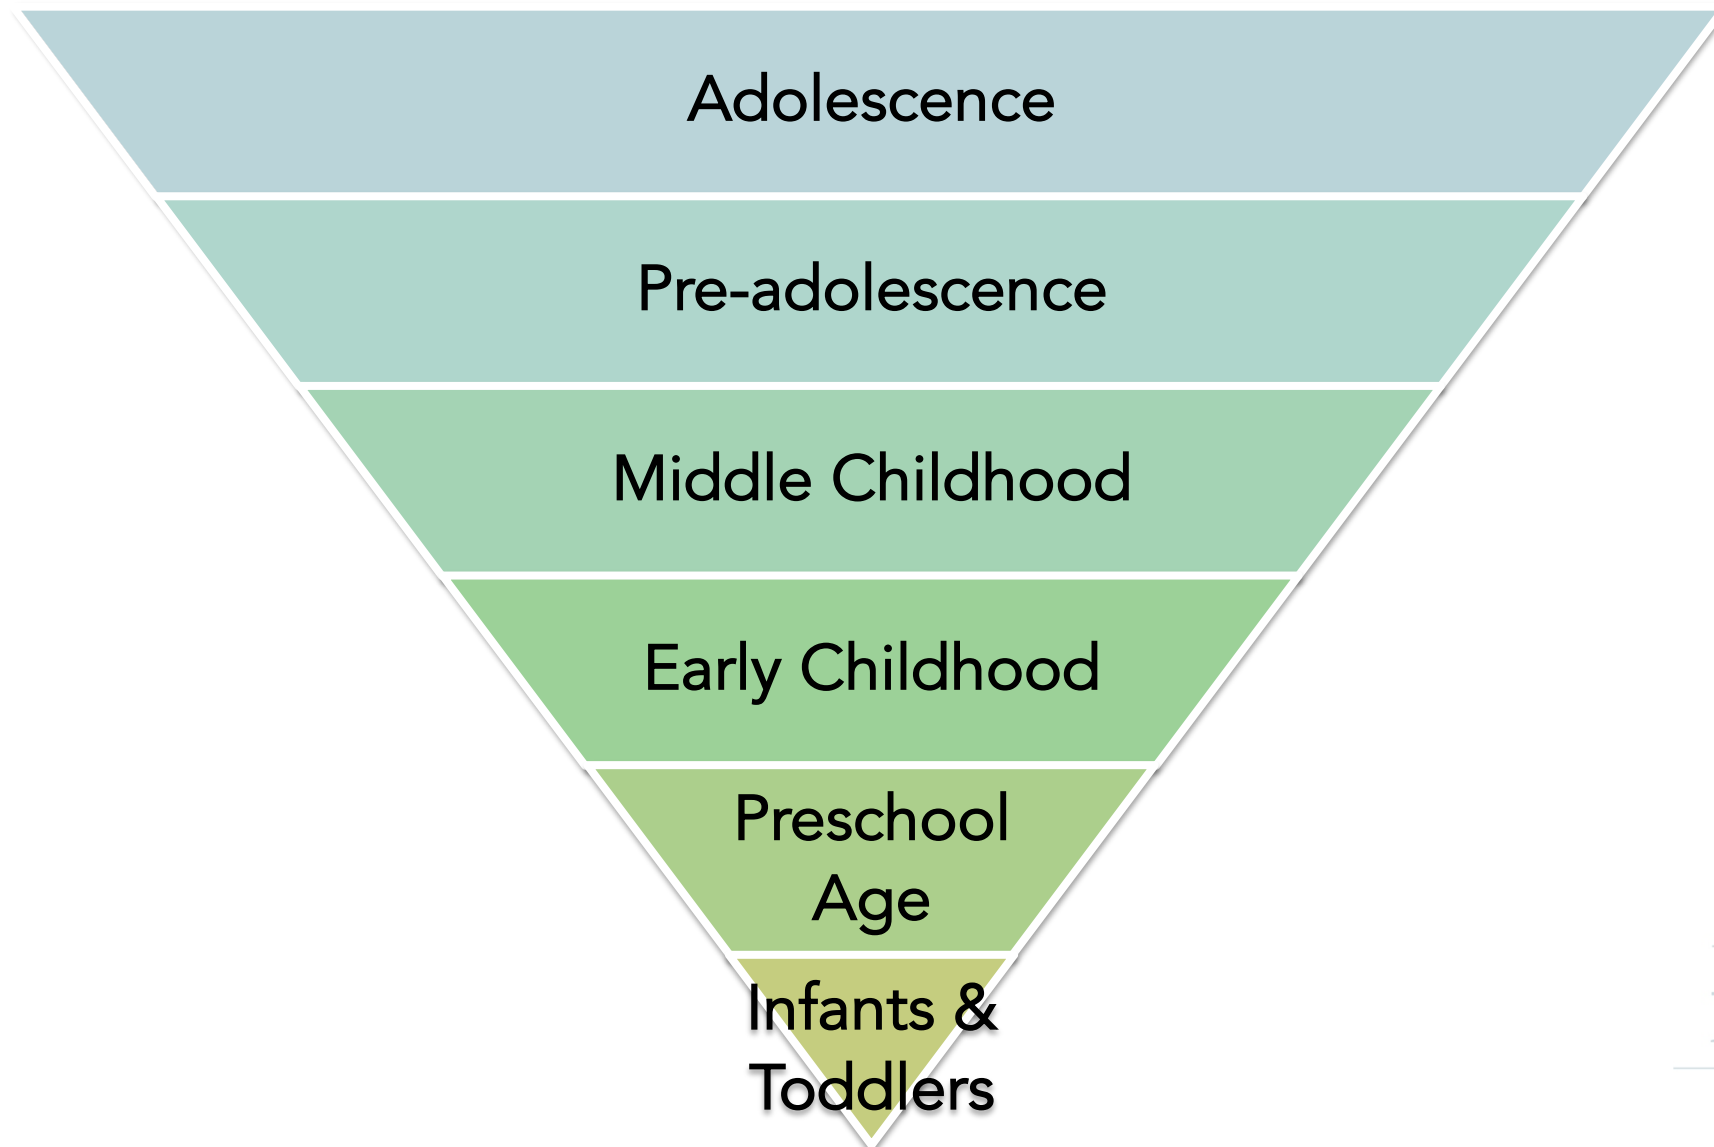 Adolescence
Pre-adolescence
Middle Childhood
Early Childhood
Preschool
Age
Infants &
Toddlers